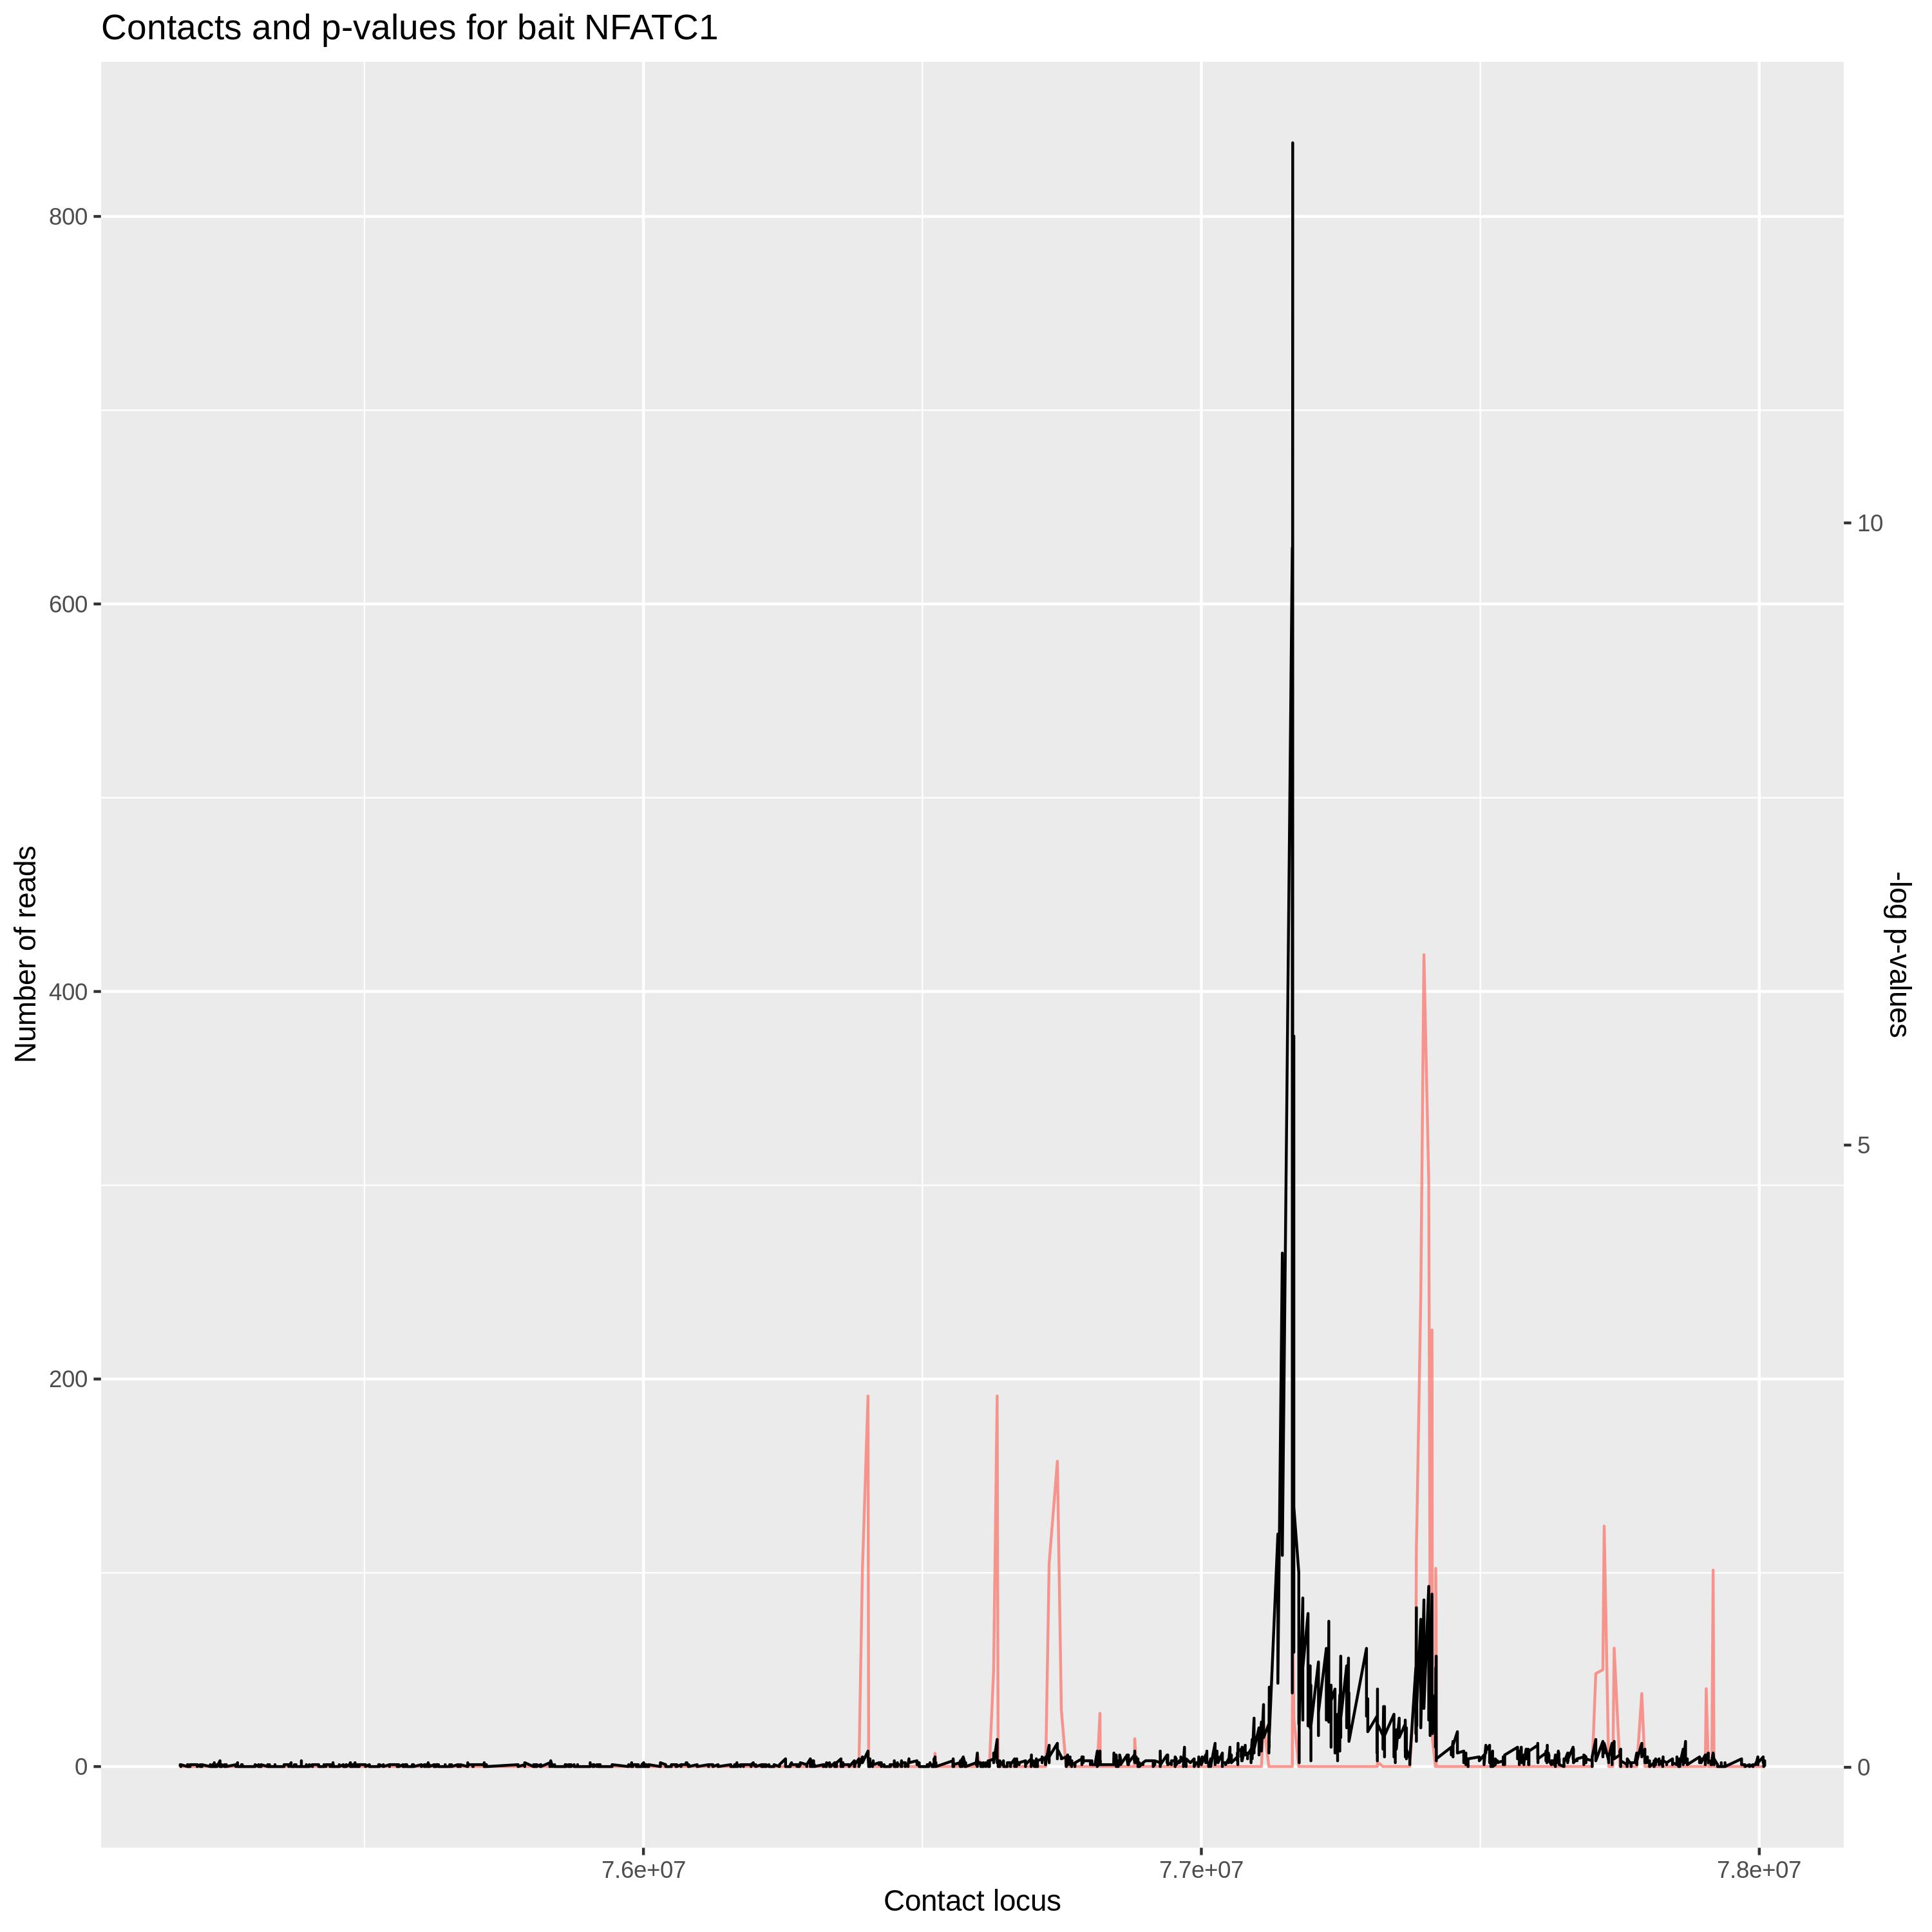 Contacts and p-values for bait NFATC1
800
600
400
200
0
Number of reads
10
5
0
-log p-values
7.6e+07
7.7e+07
7.8e+07
Contact locus